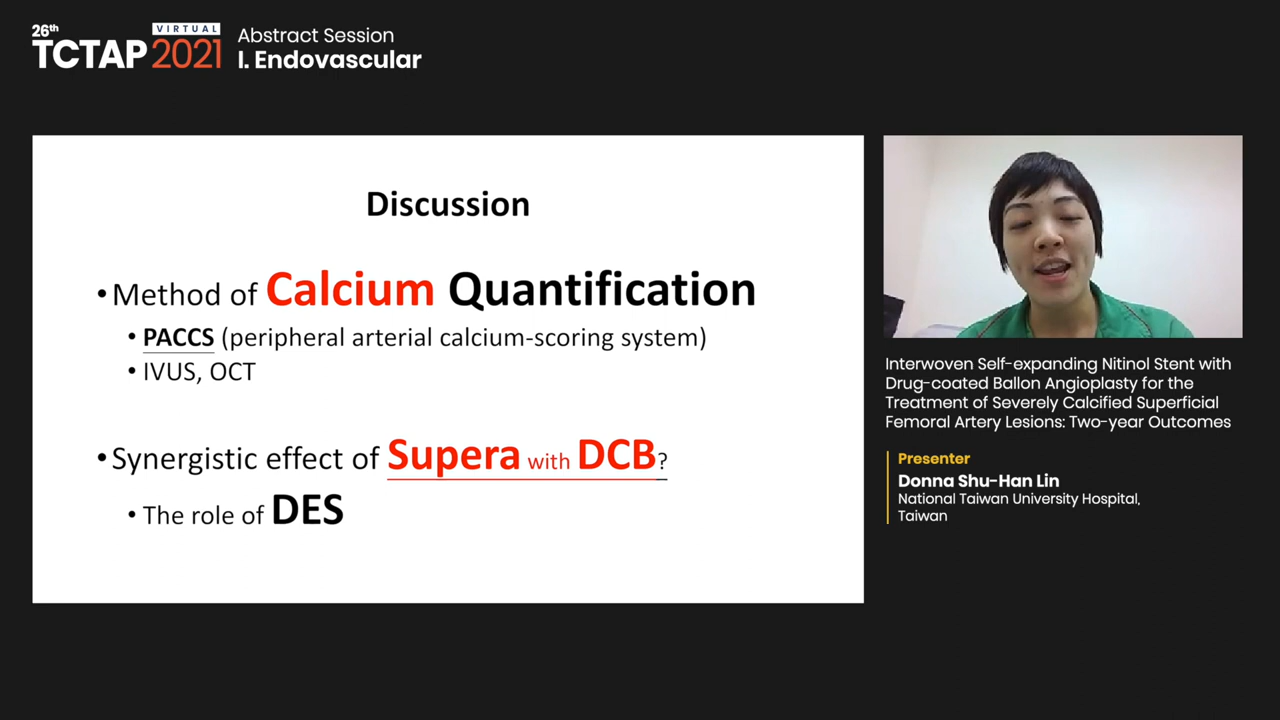 26th
VIRTUAL
TCTAP 2021
Abstract Session
I. Endovascular
Discussion
• Method of Calcium Quantification
• PACCS (peripheral arterial calcium-scoring system)
• IVUS, OCT
• Synergistic effect of Supera with DCB?
• The role of DES
Interwoven Self-expanding Nitinol Stent with
Drug-coated Ballon Angioplasty for the
Treatment of Severely Calcified Superficial
Femoral Artery Lesions: Two-year Outcomes
Presenter
Donna Shu-Han Lin
National Taiwan University Hospital,
Taiwan